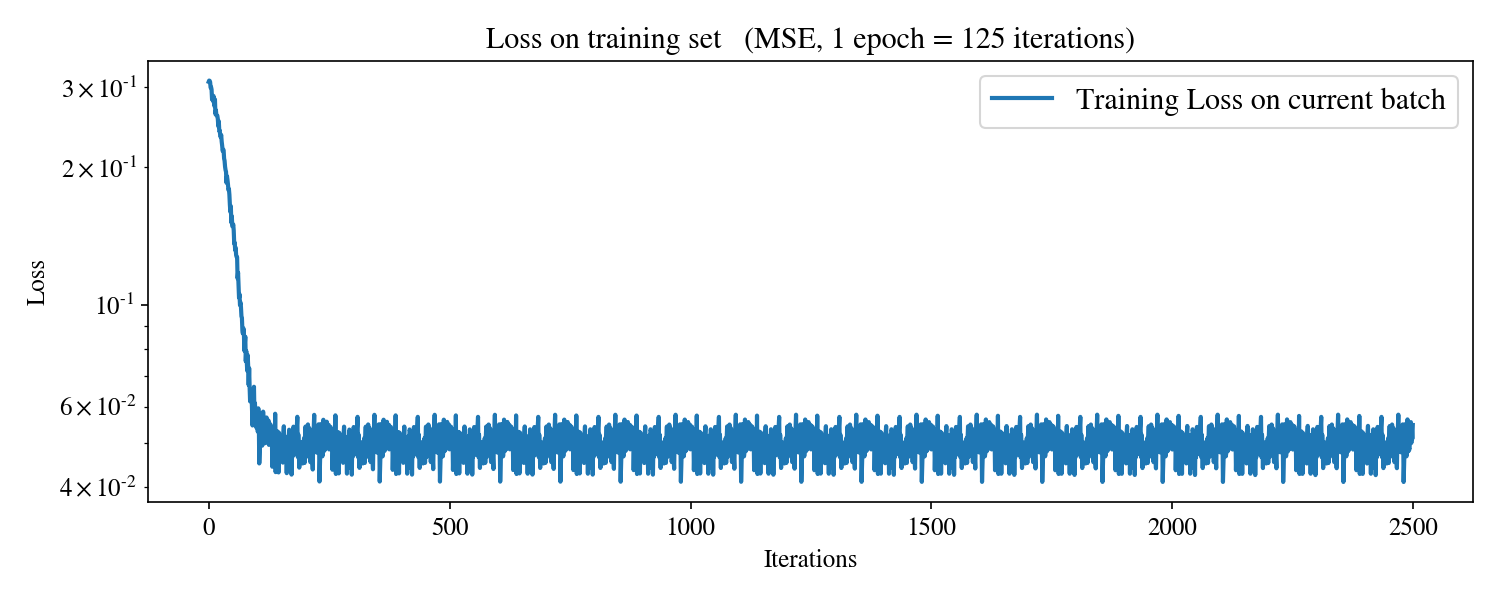 Loss on training set (MSE, 1 epoch = 125 iterations)
Training Loss on current batch
3×10⁻¹
2×10⁻¹
10⁻¹
6×10⁻²
4×10⁻²
Loss
0 500 1000 1500 2000 2500
Iterations